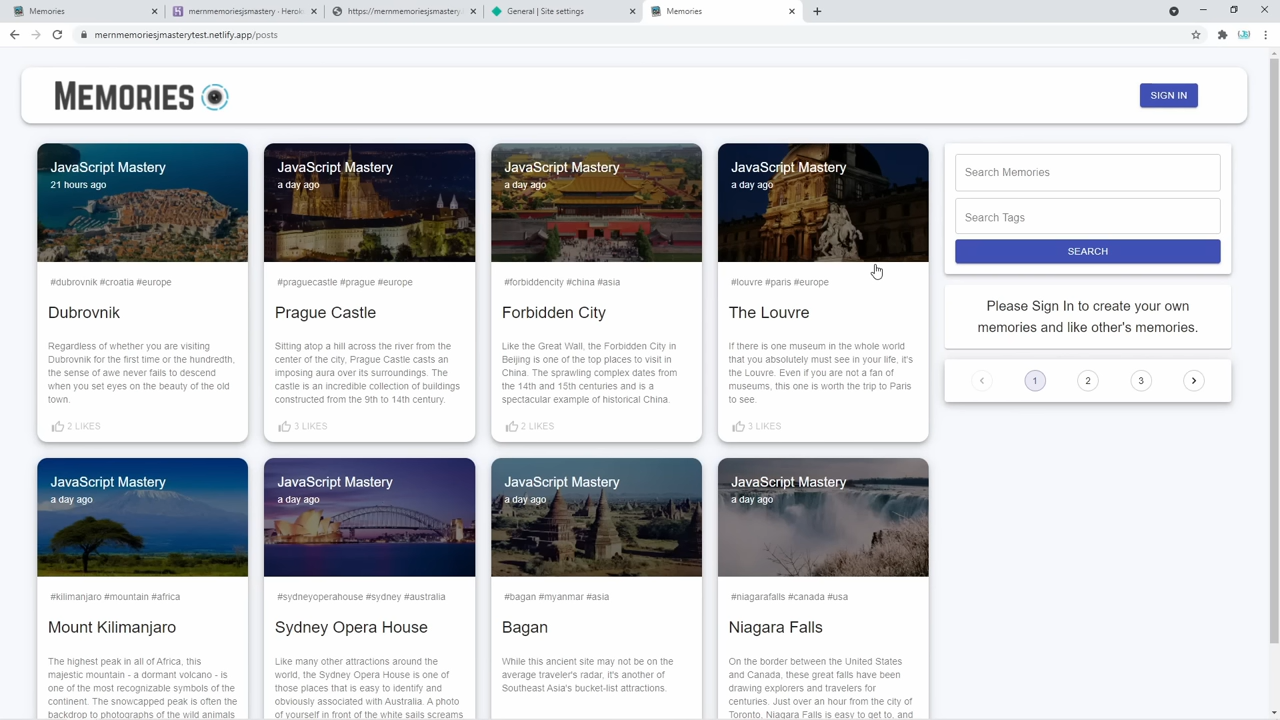 Memories
mernmemoriesjsmastery · Herok
https://mernmemoriesjsmastery.
General | Site settings
Memories
mernmemoriesjsmasterytest.netlify.app/posts
MEMORIES
SIGN IN
JavaScript Mastery
21 hours ago
#dubrovnik #croatia #europe
Dubrovnik
Regardless of whether you are visiting
Dubrovnik for the first time or the hundredth,
the sense of awe never fails to descend
when you set eyes on the beauty of the old
town.
2 LIKES
JavaScript Mastery
a day ago
#praguecastle #prague #europe
Prague Castle
Sitting atop a hill across the river from the
center of the city, Prague Castle casts an
imposing aura over its surroundings. The
castle is an incredible collection of buildings
constructed from the 9th to 14th century.
3 LIKES
JavaScript Mastery
a day ago
#forbiddencity #china #asia
Forbidden City
Like the Great Wall, the Forbidden City in
Beijing is one of the top places to visit in
China. The sprawling complex dates from
the 14th and 15th centuries and is a
spectacular example of historical China.
2 LIKES
JavaScript Mastery
a day ago
#louvre #paris #europe
The Louvre
If there is one museum in the whole world
that you absolutely must see in your life, it's
the Louvre. Even if you are not a fan of
museums, this one is worth the trip to Paris
to see.
3 LIKES
Search Memories
Search Tags
SEARCH
Please Sign In to create your own
memories and like other's memories.
1 2 3
JavaScript Mastery
a day ago
#kilimanjaro #mountain #africa
Mount Kilimanjaro
The highest peak in all of Africa, this
majestic mountain - a dormant volcano - is
one of the most recognizable symbols of the
continent. The snowcapped peak is often the
backdrop to photographs of the wild animals
JavaScript Mastery
a day ago
#sydneyoperahouse #sydney #australia
Sydney Opera House
Like many other attractions around the
world, the Sydney Opera House is one of
those places that is easy to identify and
obviously associated with Australia. A photo
of yourself in front of the white sails screams
JavaScript Mastery
a day ago
#bagan #myanmar #asia
Bagan
While this ancient site may not be on the
average traveler's radar, it's another of
Southeast Asia's bucket-list attractions.
JavaScript Mastery
a day ago
#niagarafalls #canada #usa
Niagara Falls
On the border between the United States
and Canada, these great falls have been
drawing explorers and travelers for
centuries. Just over an hour from the city of
Toronto, Niagara Falls is easy to get to, and